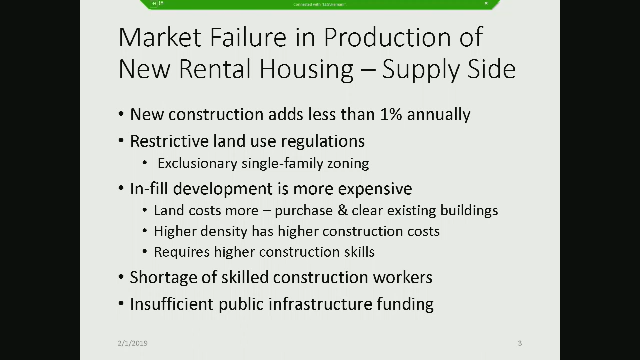 Market Failure in Production of
New Rental Housing – Supply Side
• New construction adds less than 1% annually
• Restrictive land use regulations
• Exclusionary single-family zoning
• In-fill development is more expensive
• Land costs more – purchase & clear existing buildings
• Higher density has higher construction costs
• Requires higher construction skills
• Shortage of skilled construction workers
• Insufficient public infrastructure funding
2/1/2019
3